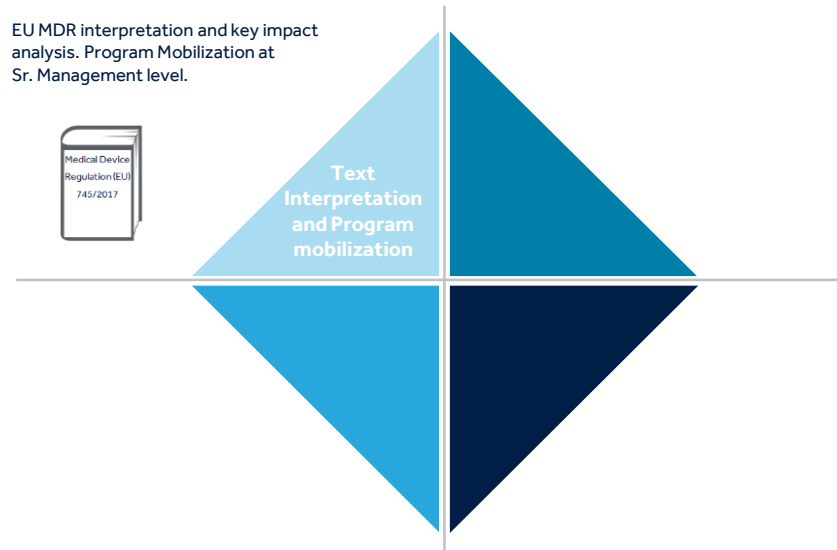 EU MDR interpretation and key impact
analysis. Program Mobilization at
Sr. Management level.
Medical Device
Regulation (EU)
745/2017
Text
Interpretation
and Program
mobilization